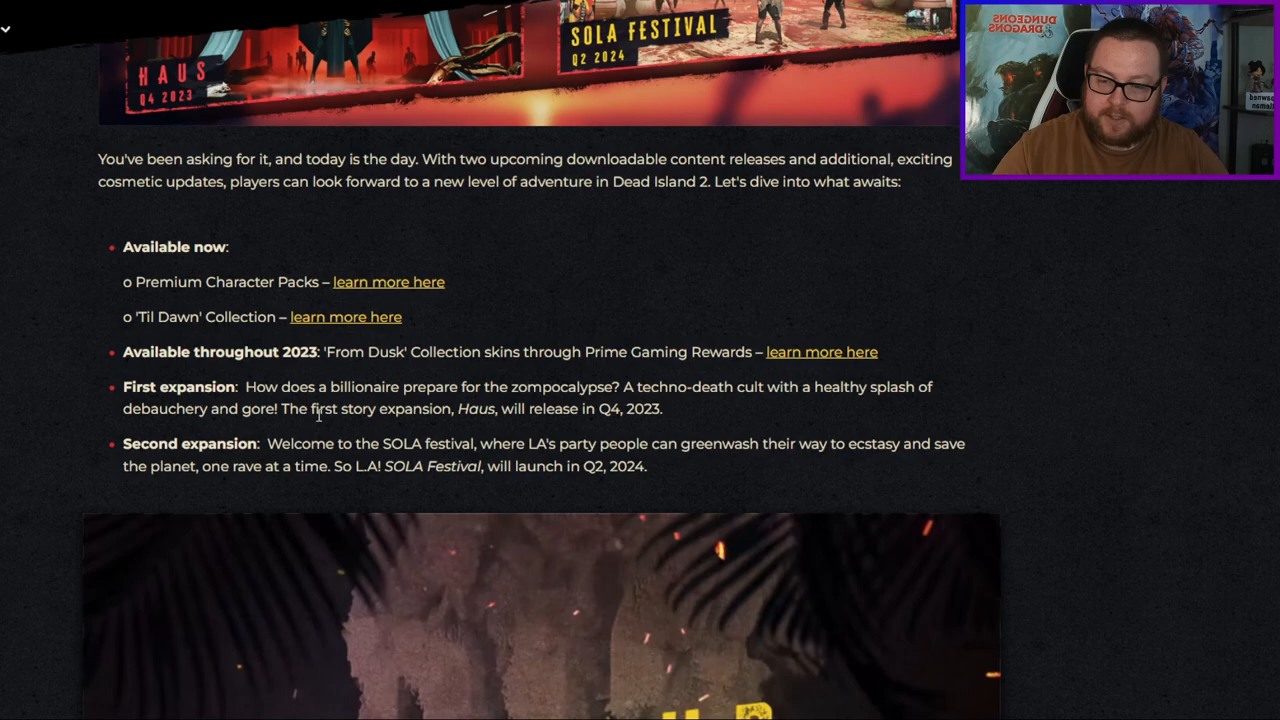 HAUS
Q4 2023
SOLA FESTIVAL
Q2 2024
DUNGEONS
DRAGONS
You've been asking for it, and today is the day. With two upcoming downloadable content releases and additional, exciting
cosmetic updates, players can look forward to a new level of adventure in Dead Island 2. Let's dive into what awaits:
• Available now:
o Premium Character Packs – learn more here
o 'Til Dawn' Collection – learn more here
• Available throughout 2023: 'From Dusk' Collection skins through Prime Gaming Rewards – learn more here
• First expansion: How does a billionaire prepare for the zompocalypse? A techno-death cult with a healthy splash of
debauchery and gore! The first story expansion, Haus, will release in Q4, 2023.
• Second expansion: Welcome to the SOLA festival, where LA's party people can greenwash their way to ecstasy and save
the planet, one rave at a time. So L.A! SOLA Festival, will launch in Q2, 2024.